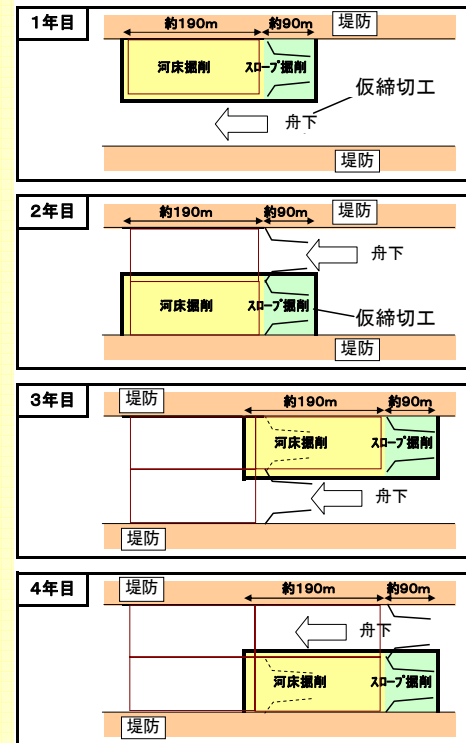 1年目
約190m
約90m
堤防
河床掘削
スロープ掘削
仮締切工
舟下
堤防
2年目
約190m
約90m
堤防
舟下
河床掘削
スロープ掘削
仮締切工
堤防
3年目
堤防
約190m
約90m
河床掘削
スロープ掘削
舟下
堤防
4年目
堤防
約190m
約90m
舟下
河床掘削
スロープ掘削
堤防